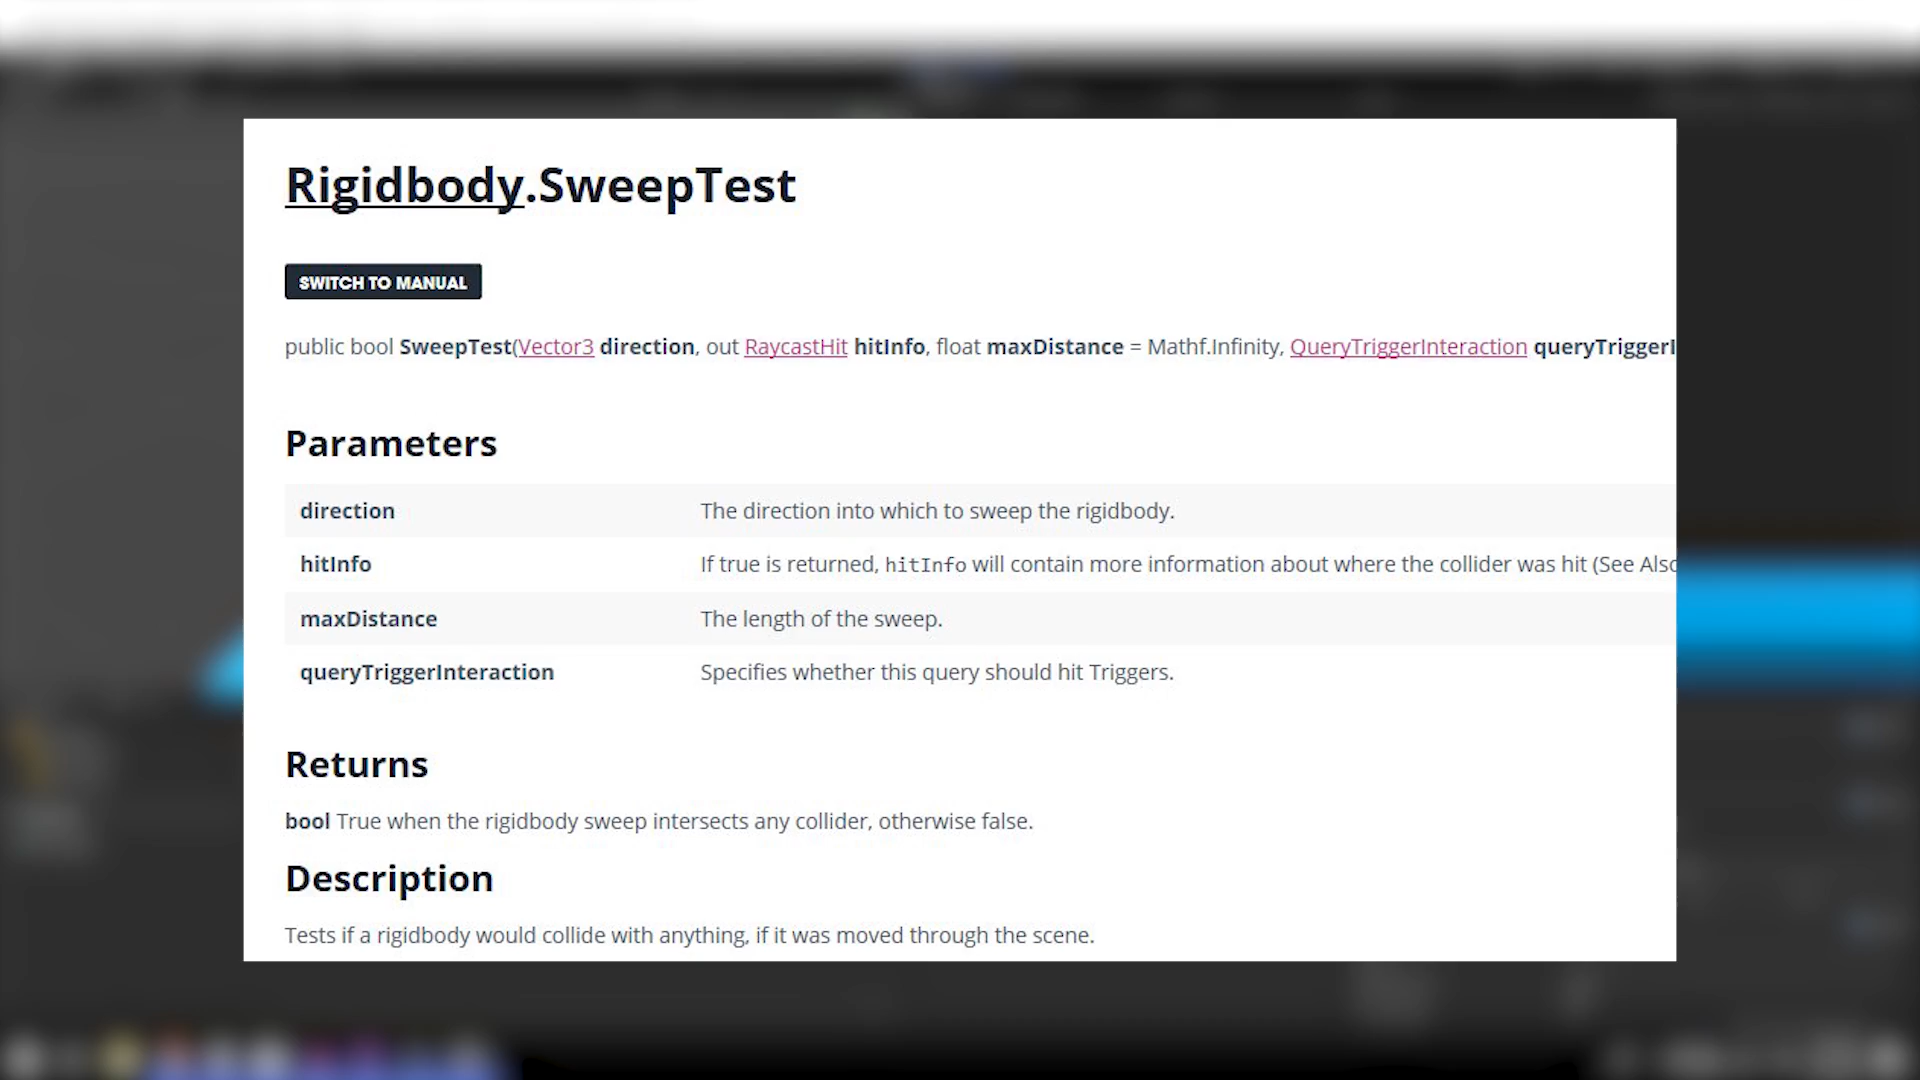 Rigidbody.SweepTest
SWITCH TO MANUAL
public bool SweepTest(Vector3 direction, out RaycastHit hitInfo, float maxDistance = Mathf.Infinity, QueryTriggerInteraction queryTriggerI
Parameters
direction The direction into which to sweep the rigidbody.
hitInfo If true is returned, hitInfo will contain more information about where the collider was hit (See Also
maxDistance The length of the sweep.
queryTriggerInteraction Specifies whether this query should hit Triggers.
Returns
bool True when the rigidbody sweep intersects any collider, otherwise false.
Description
Tests if a rigidbody would collide with anything, if it was moved through the scene.